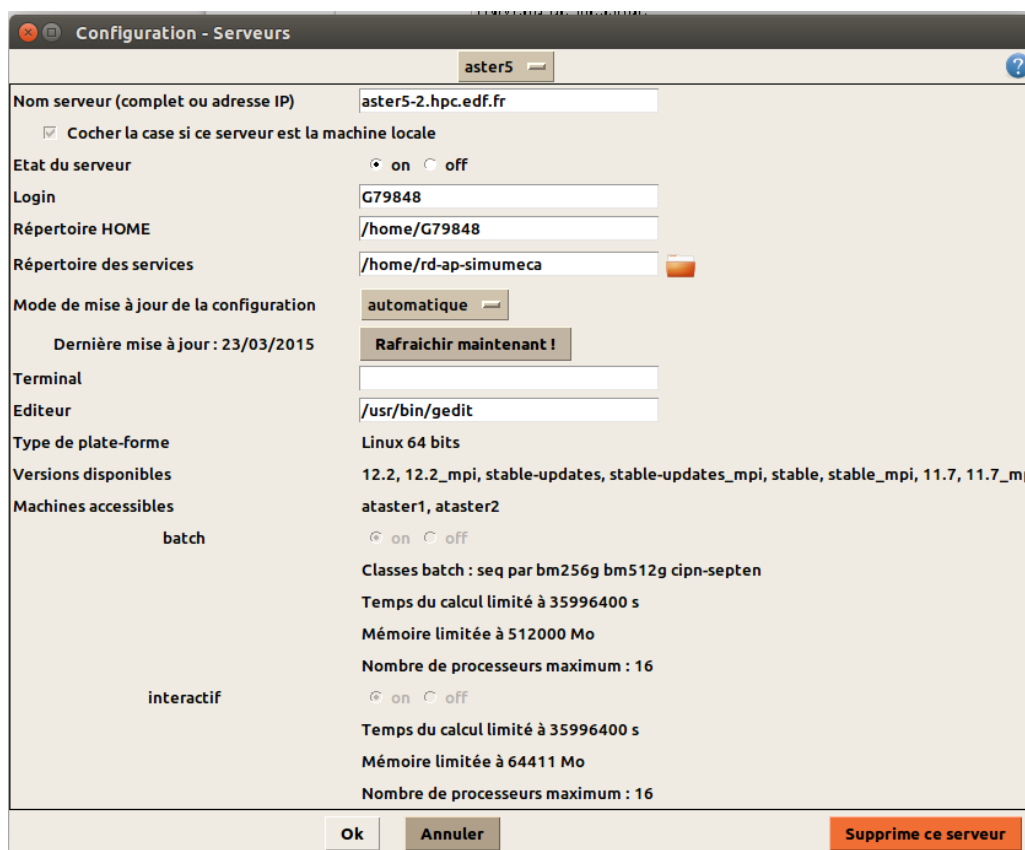 Configuration - Serveurs
aster5
?
Nom serveur (complet ou adresse IP) aster5-2.hpc.edf.fr
Cocher la case si ce serveur est la machine locale
Etat du serveur on off
Login G79848
Répertoire HOME /home/G79848
Répertoire des services /home/rd-ap-simumeca
Mode de mise à jour de la configuration automatique
Dernière mise à jour : 23/03/2015 Rafraichir maintenant !
Terminal
Editeur /usr/bin/gedit
Type de plate-forme Linux 64 bits
Versions disponibles 12.2, 12.2_mpi, stable-updates, stable-updates_mpi, stable, stable_mpi, 11.7, 11.7_m
Machines accessibles ataster1, ataster2
batch on off
Classes batch : seq par bm256g bm512g cipn-septen
Temps du calcul limité à 35996400 s
Mémoire limitée à 512000 Mo
Nombre de processeurs maximum : 16
interactif on off
Temps du calcul limité à 35996400 s
Mémoire limitée à 64411 Mo
Nombre de processeurs maximum : 16
Ok Annuler Supprime ce serveur